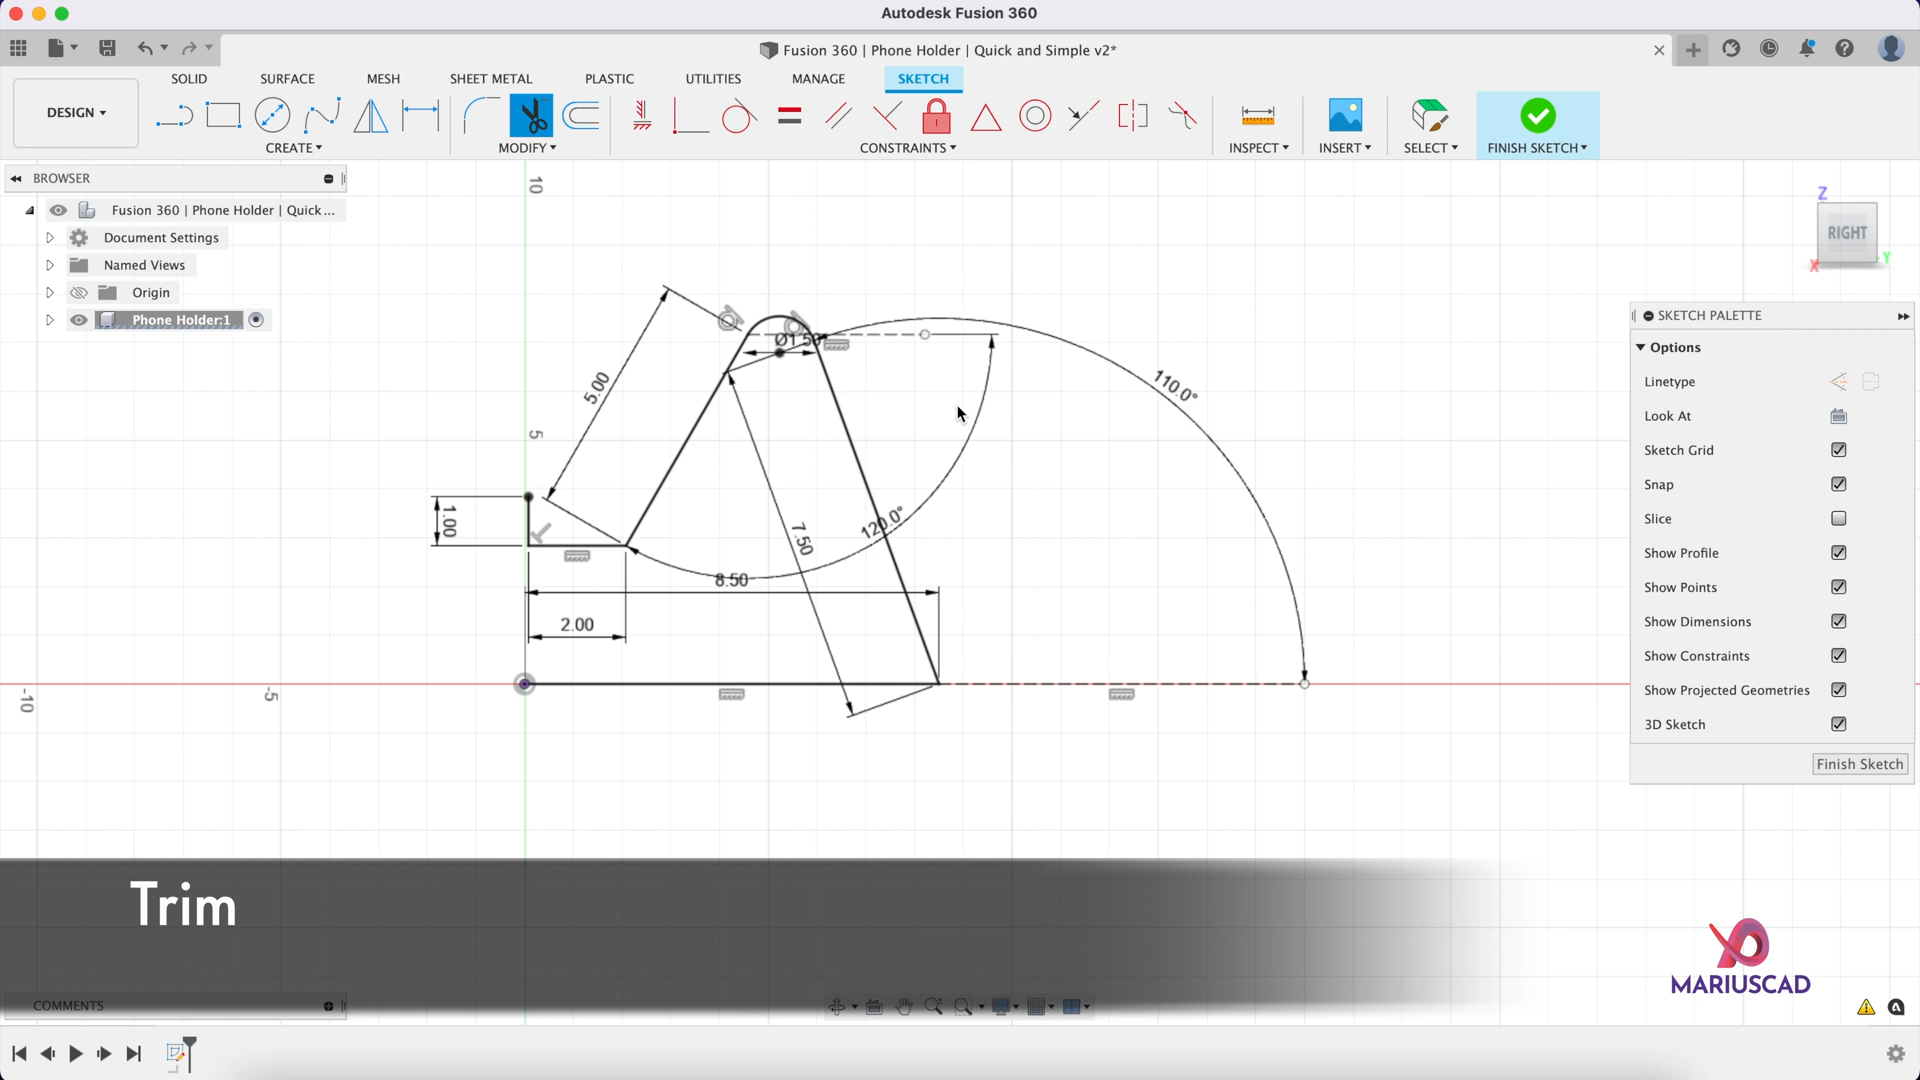 Autodesk Fusion 360
Fusion 360 | Phone Holder | Quick and Simple v2*
SOLID
SURFACE
MESH
SHEET METAL
PLASTIC
UTILITIES
MANAGE
SKETCH
DESIGN
CREATE
MODIFY
CONSTRAINTS
INSPECT
INSERT
SELECT
FINISH SKETCH
BROWSER
Fusion 360 | Phone Holder | Quick ...
Document Settings
Named Views
Origin
Phone Holder:1
10
5
-5
-10
5.00
Ø1.50
110.0°
120.0°
7.50
1.00
8.50
2.00
Z
RIGHT
X
Y
SKETCH PALETTE
Options
Linetype
Look At
Sketch Grid
Snap
Slice
Show Profile
Show Points
Show Dimensions
Show Constraints
Show Projected Geometries
3D Sketch
Finish Sketch
Trim
MARIUSCAD
COMMENTS